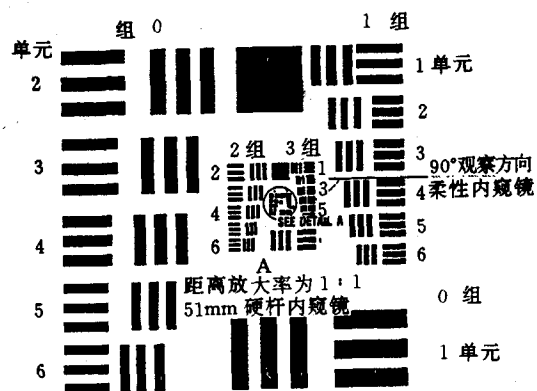 组 0
1 组
单元
2
1 单元
2
3
2 组 3 组
2
1
3
4
5
6
SEE DETAIL A
3
90°观察方向
柔性内窥镜
4
5
6
4
A
距离放大率为 1:1
51mm 硬杆内窥镜
5
6
0 组
1 单元